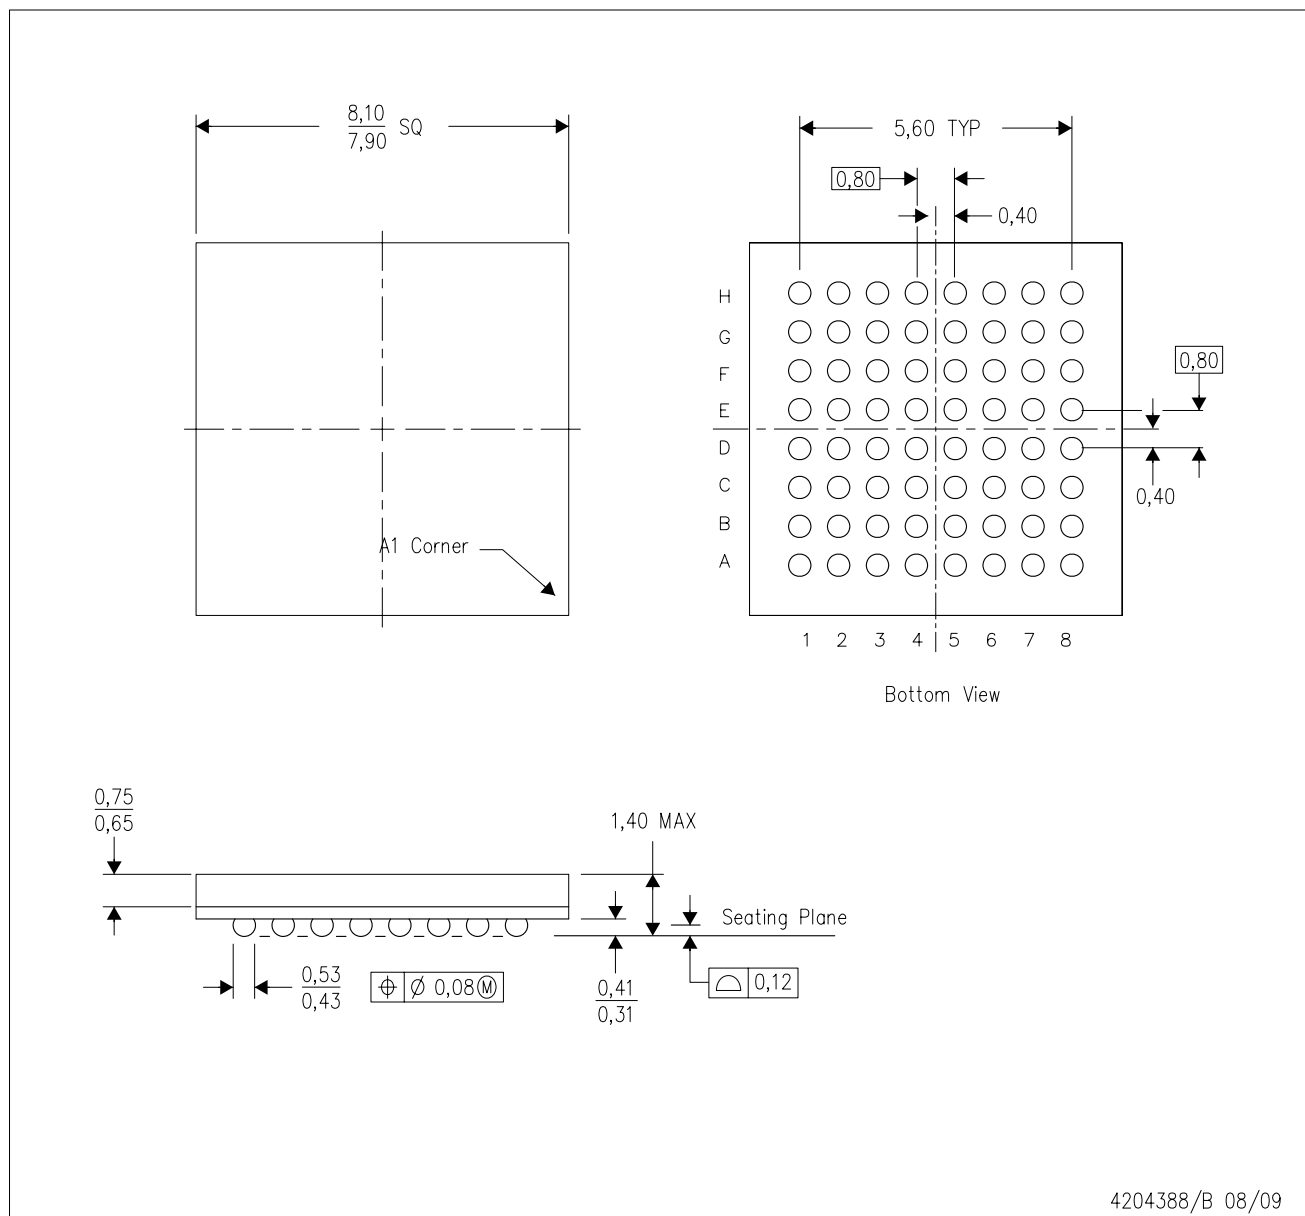 8,10
7,90 SQ
5,60 TYP
0,80
0,40
H
G
F
E
D
C
B
A
0,80
0,40
A1 Corner
1 2 3 4 5 6 7 8
Bottom View
0,75
0,65
1,40 MAX
Seating Plane
0,53
0,43
⌖ Ø 0,08 Ⓜ
0,41
0,31
⌓ 0,12
4204388/B 08/09